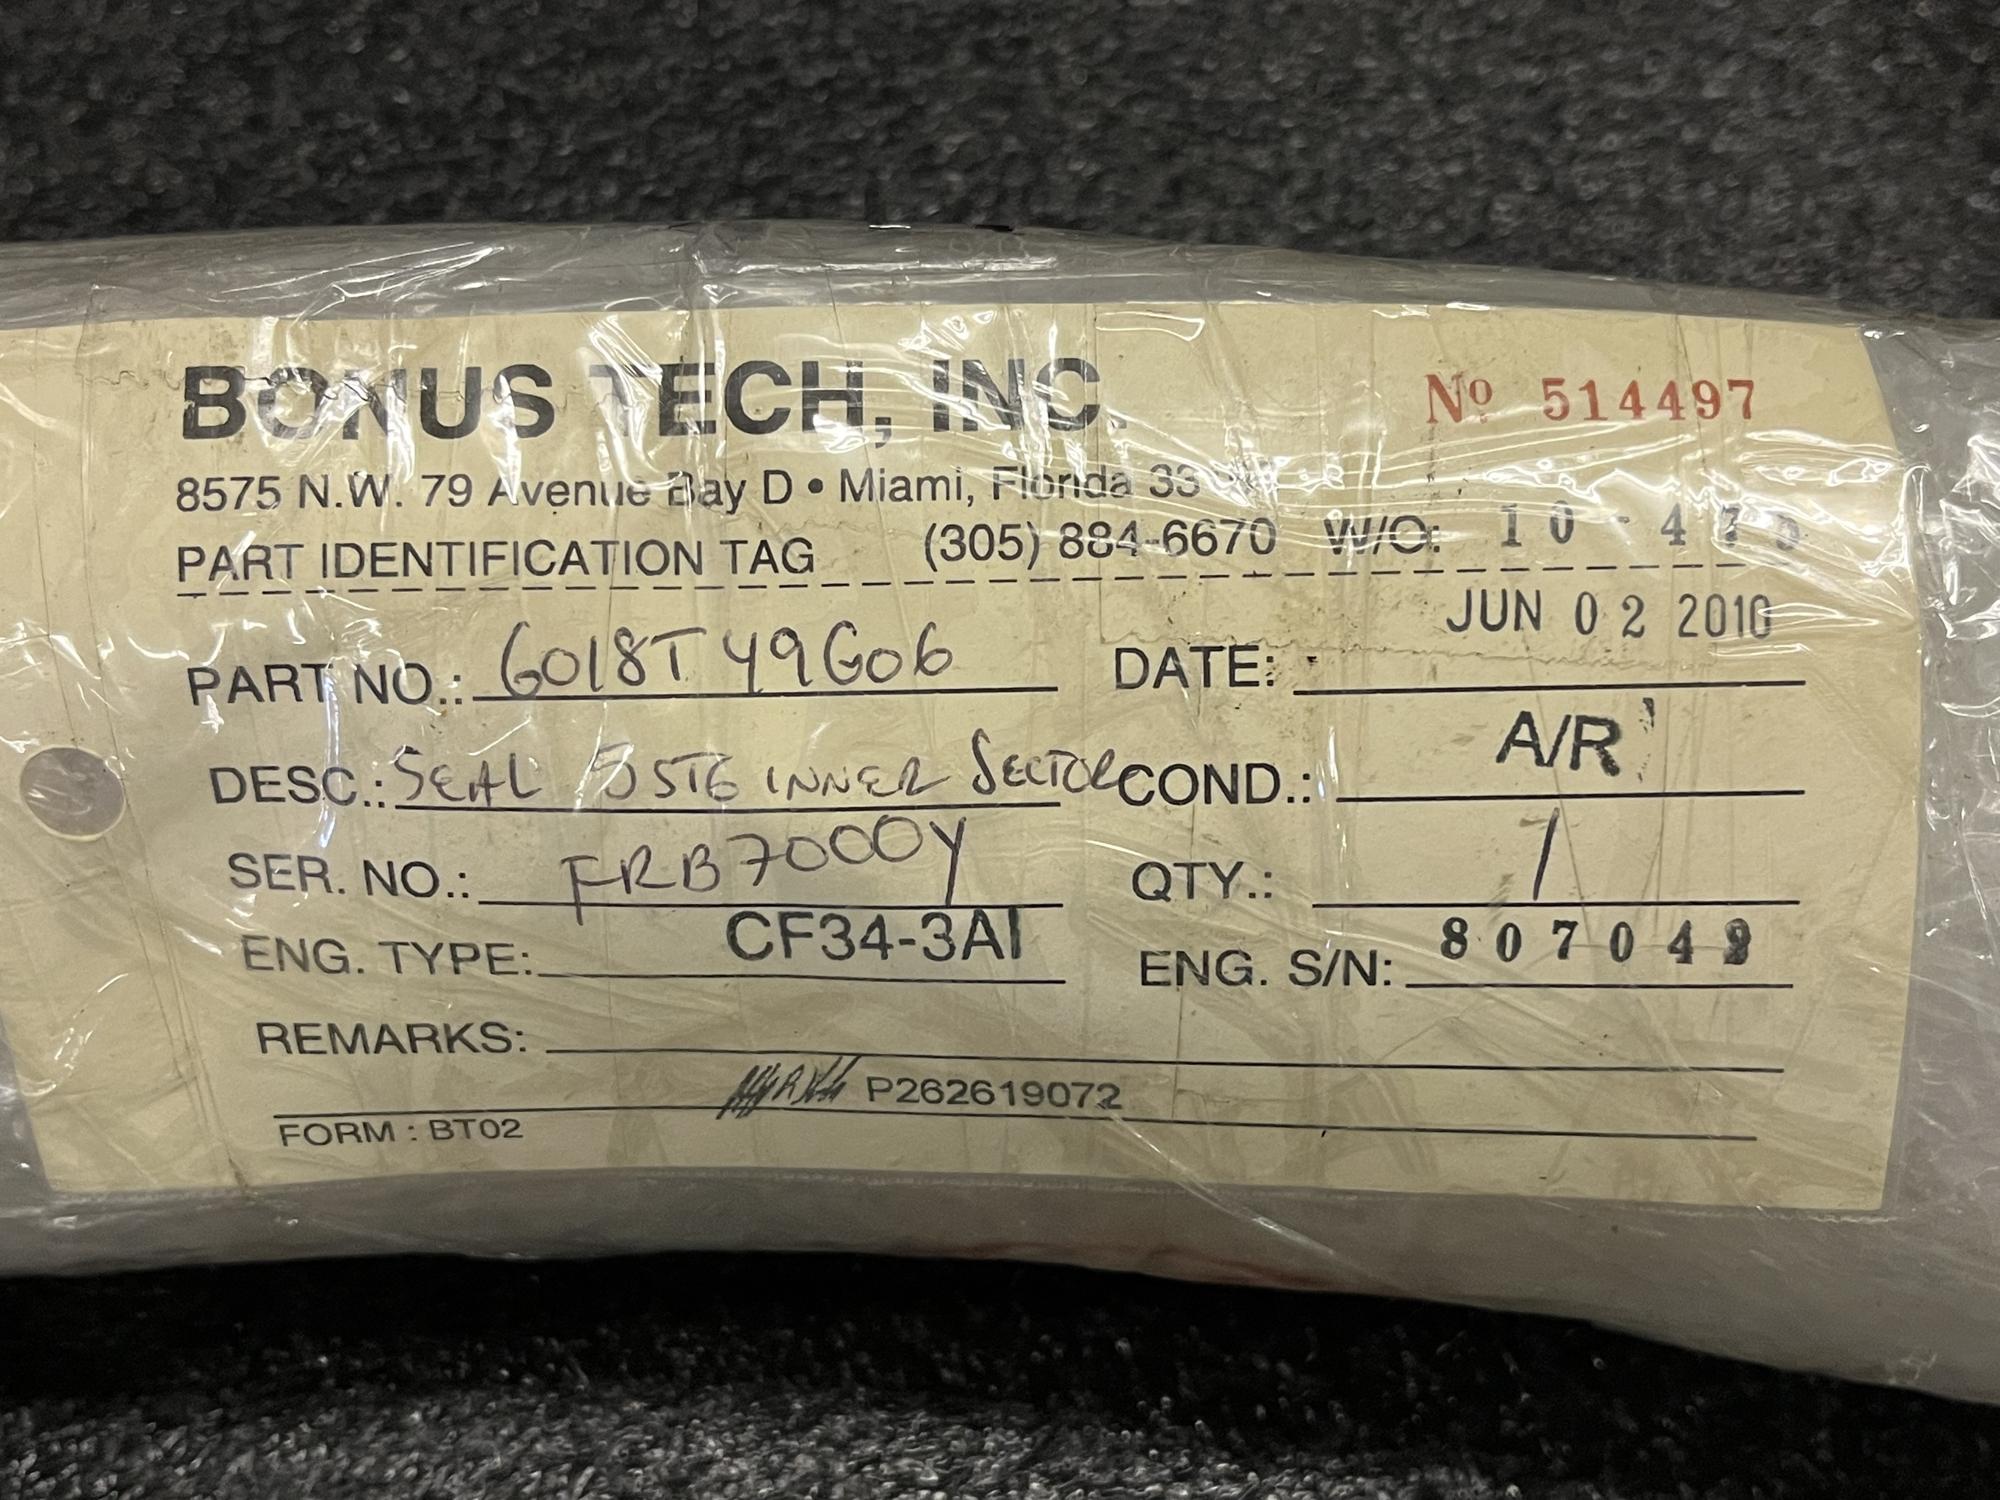 BONUS TECH, INC.
Nº 514497
8575 N.W. 79 Avenue Bay D • Miami, Florida
PART IDENTIFICATION TAG (305) 884-6670 W/O:
JUN 02 2010
PART NO.: 6018T49G06 DATE:
DESC.: SEAL 5 STG INNER SECTOR COND.: A/R
SER. NO.: FRB7000Y QTY.: 1
ENG. TYPE: CF34-3A1 ENG. S/N: 807049
REMARKS:
P262619072
FORM : BT02